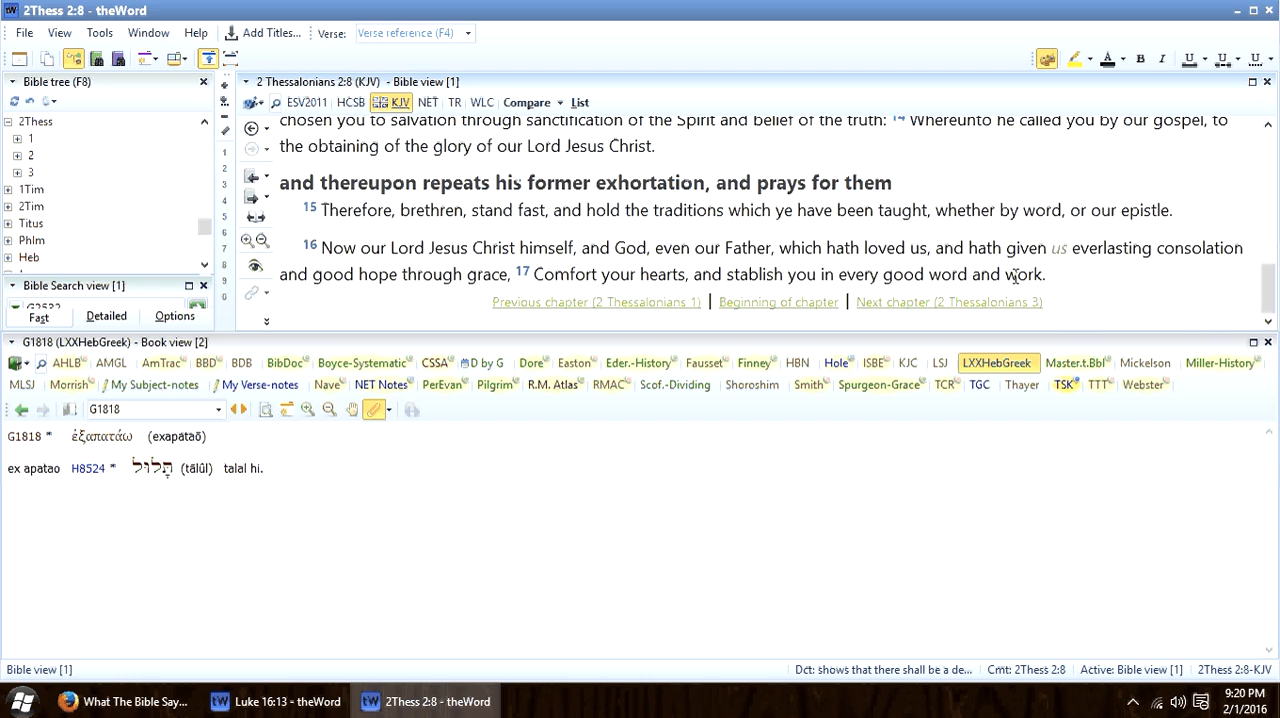 2Thess 2:8 - theWord
File View Tools Window Help Add Titles... Verse: Verse reference (F4)
B I U U U
Bible tree (F8)
2Thess
1
2
3
1Tim
2Tim
Titus
Phlm
Heb
Bible Search view [1]
Fast Detailed Options
1
2
3
4
5
6
7
8
9
0
2 Thessalonians 2:8 (KJV) - Bible view [1]
ESV2011 HCSB KJV NET TR WLC Compare List
chosen you to salvation through sanctification of the Spirit and belief of the truth: 14 Whereunto he called you by our gospel, to
the obtaining of the glory of our Lord Jesus Christ.
and thereupon repeats his former exhortation, and prays for them
15 Therefore, brethren, stand fast, and hold the traditions which ye have been taught, whether by word, or our epistle.
16 Now our Lord Jesus Christ himself, and God, even our Father, which hath loved us, and hath given us everlasting consolation
and good hope through grace, 17 Comfort your hearts, and stablish you in every good word and work.
Previous chapter (2 Thessalonians 1) | Beginning of chapter | Next chapter (2 Thessalonians 3)
G1818 (LXXHebGreek) - Book view [2]
AHLB AMGL AmTrac BBD BDB BibDoc Boyce-Systematic CSSA D by G Dore Easton Eder.-History Fausset Finney HBN Hole ISBE KJC LSJ LXXHebGreek Master.t.Bbl Mickelson Miller-History
MLSJ Morrish My Subject-notes My Verse-notes Nave NET Notes PerEvan Pilgrim R.M. Atlas RMAC Scof.-Dividing Shoroshim Smith Spurgeon-Grace TCR TGC Thayer TSK TTT Webster
G1818
G1818 * ἐξαπατάω (exapataō)
ex apatao H8524 * תָּלוּל (tâlûl) talal hi.
Bible view [1] Dct: shows that there shall be a de... Cmt: 2Thess 2:8 Active: Bible view [1] 2Thess 2:8-KJV
What The Bible Say... Luke 16:13 - theWord 2Thess 2:8 - theWord 9:20 PM
2/1/2016